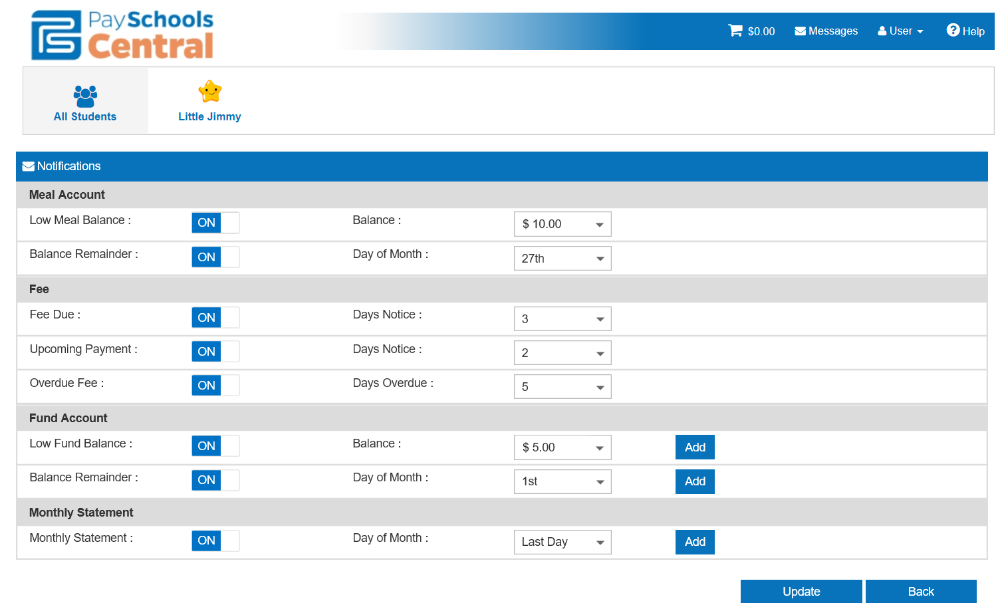 PaySchools
Central
$0.00 Messages User Help
All Students
Little Jimmy
Notifications
Meal Account
Low Meal Balance : ON Balance : $ 10.00
Balance Remainder : ON Day of Month : 27th
Fee
Fee Due : ON Days Notice : 3
Upcoming Payment : ON Days Notice : 2
Overdue Fee : ON Days Overdue : 5
Fund Account
Low Fund Balance : ON Balance : $ 5.00 Add
Balance Remainder : ON Day of Month : 1st Add
Monthly Statement
Monthly Statement : ON Day of Month : Last Day Add
Update Back